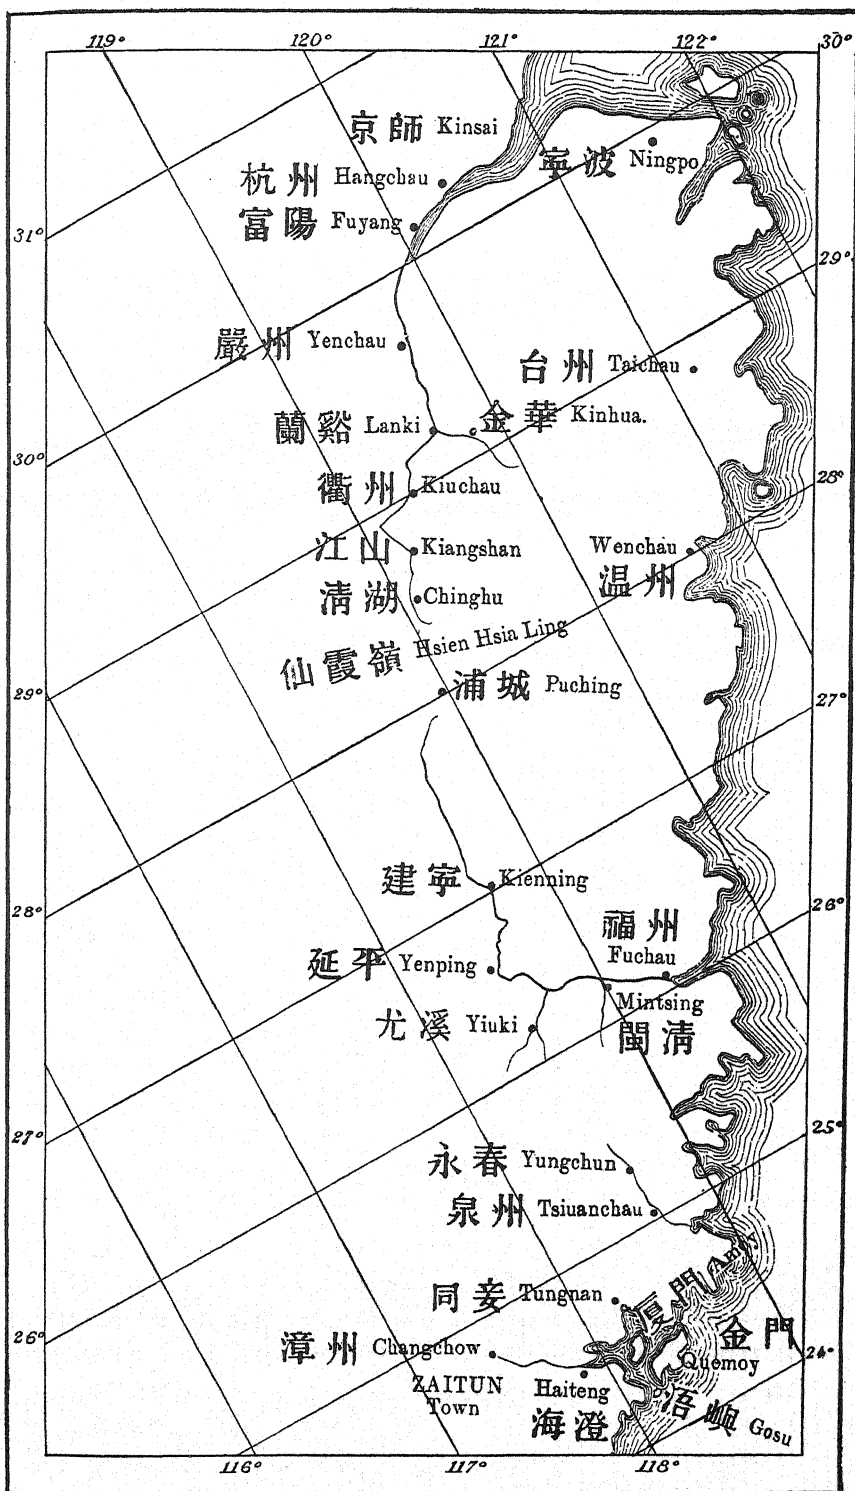 119°
120°
121°
122°
30°
京師 Kinsai
寧波 Ningpo
杭州 Hangchau
富陽 Fuyang
31°
29°
嚴州 Yenchau
台州 Taichau
蘭谿 Lanki
金華 Kinhua.
30°
28°
衢州 Kiuchau
江山 Kiangshan
Wenchau
温州
清湖 Chinghu
仙霞嶺 Hsien Hsia Ling
29°
浦城 Puching
27°
建寧 Kienning
28°
26°
福州
Fuchau
延平 Yenping
Mintsing
閩清
尤溪 Yiuki
27°
25°
永春 Yungchun
泉州 Tsiuanchau
厦門 Amoy
同妾 Tungnan
26°
金門
Quemoy
24°
漳州 Changchow
ZAITUN
Town
Haiteng
海澄
浯嶼 Gosu
116°
117°
118°